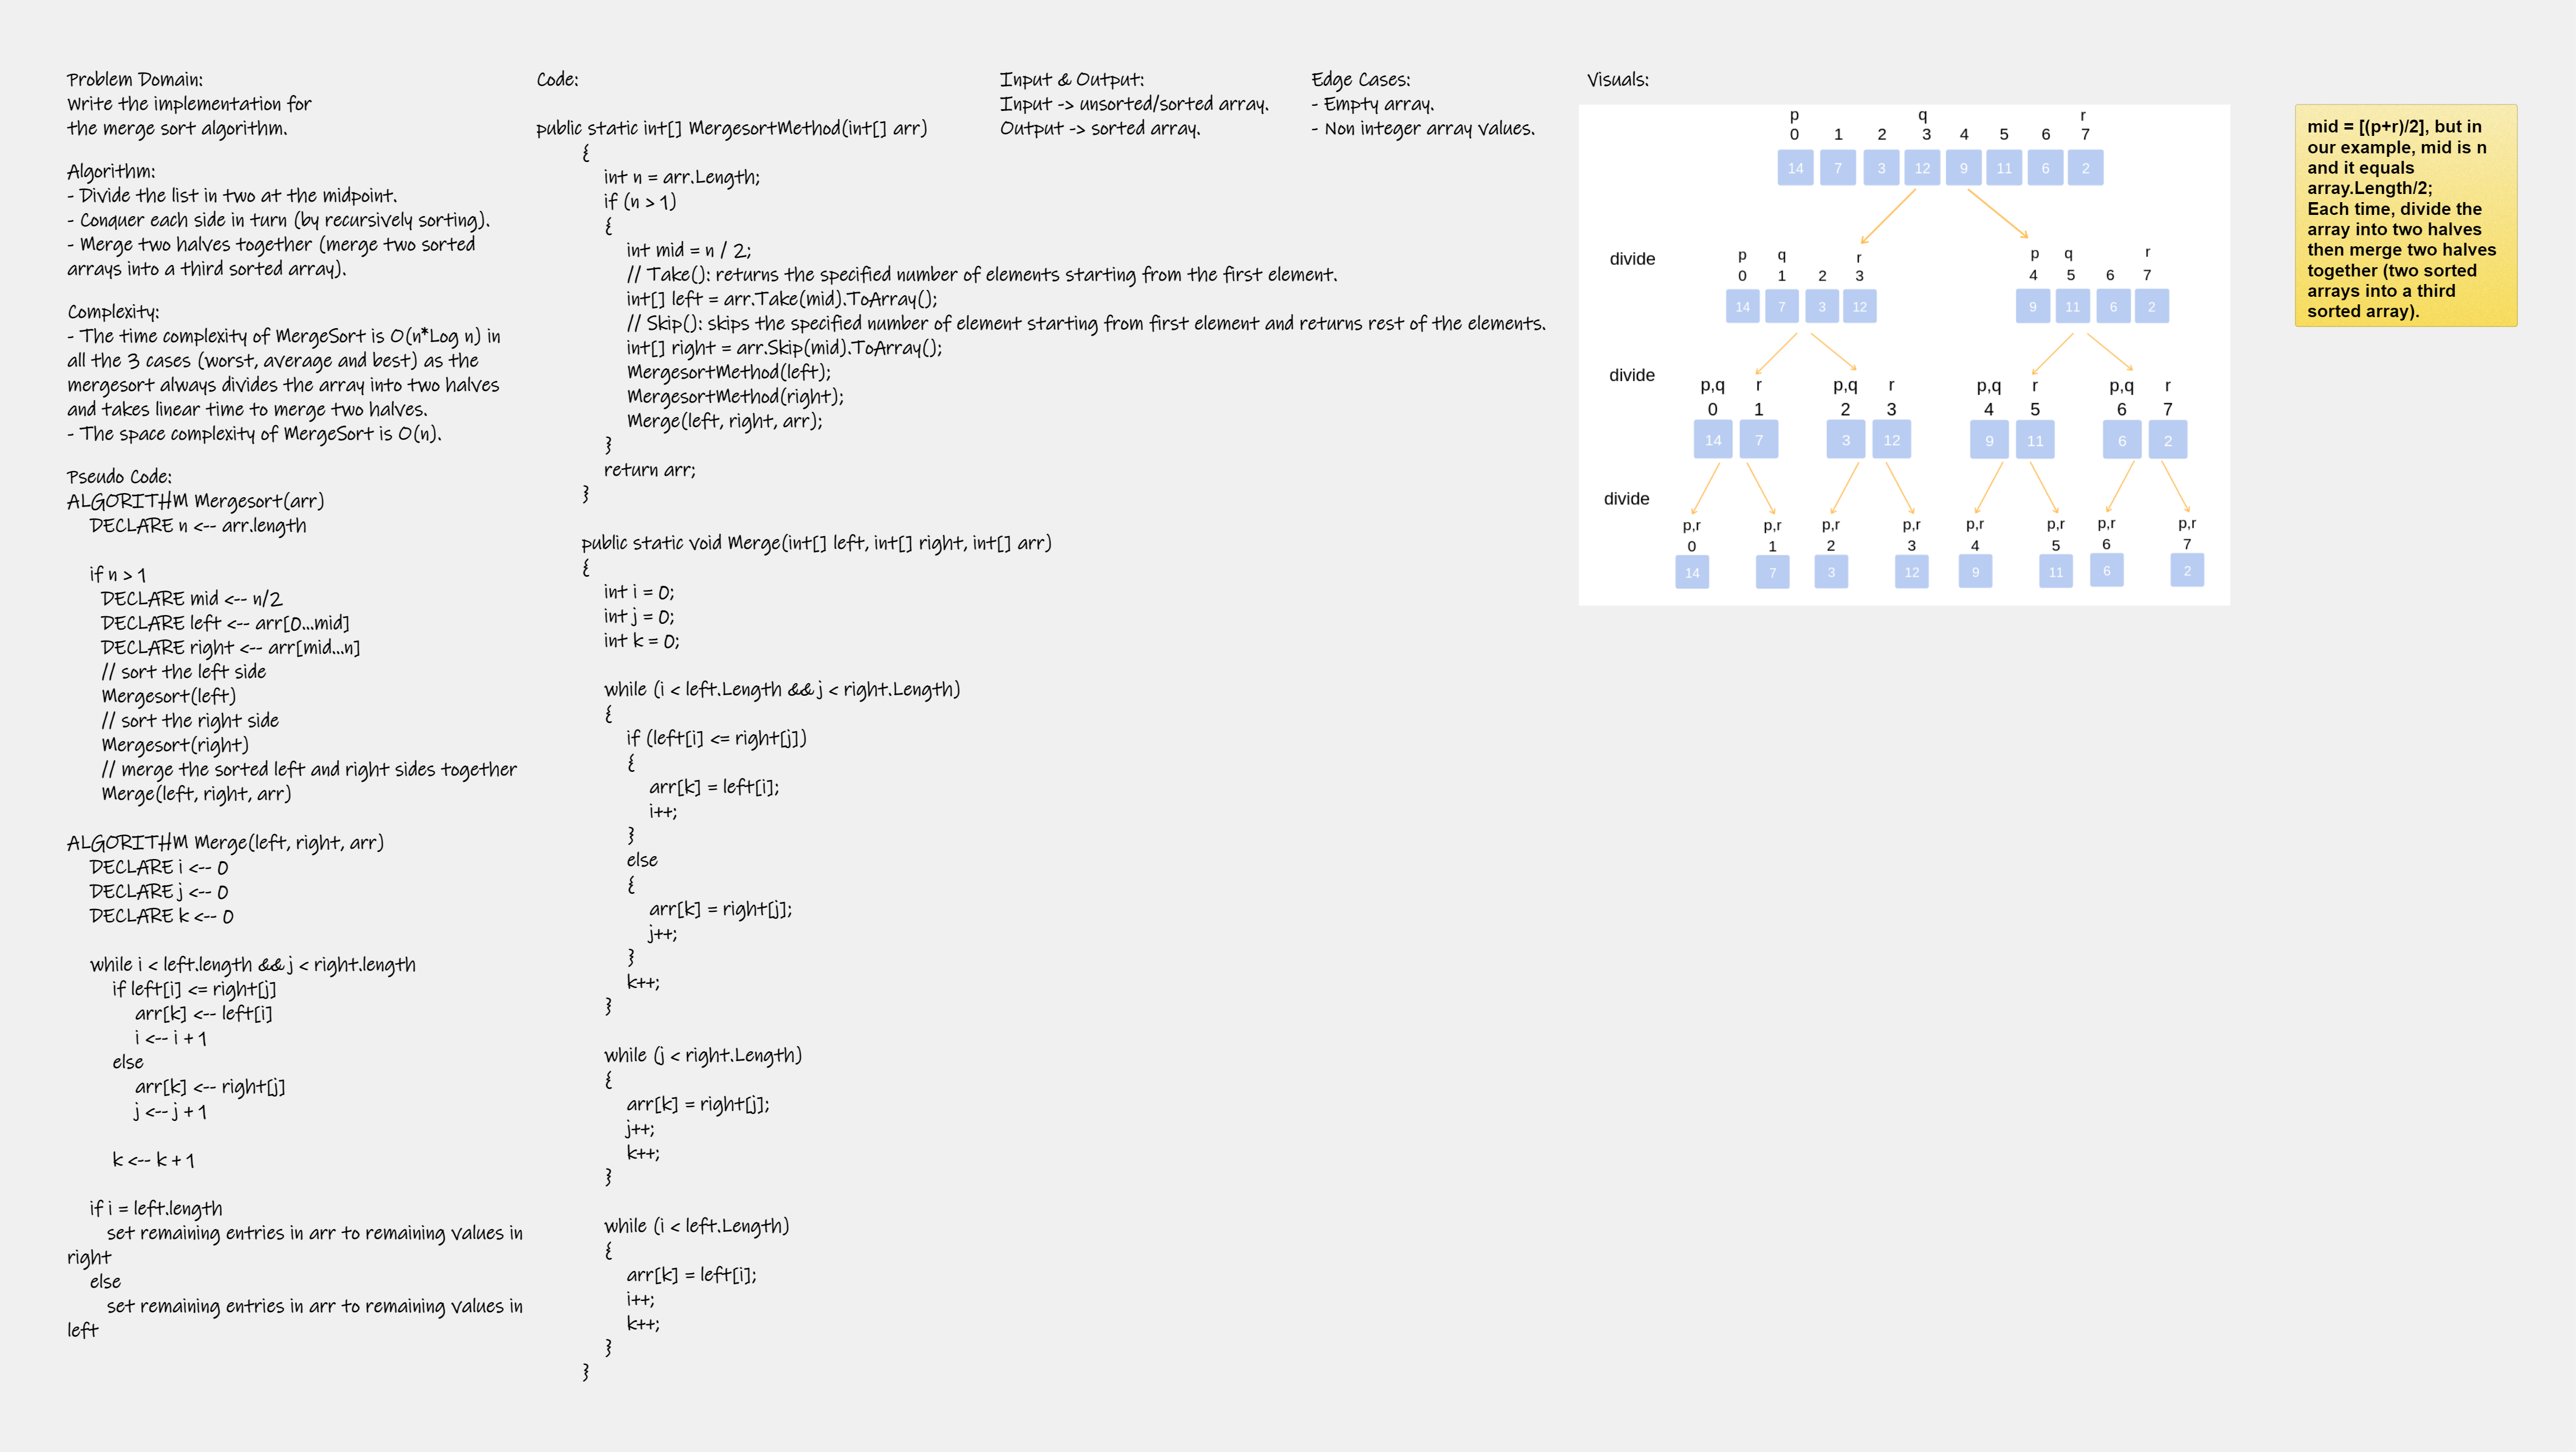 Problem Domain:
Write the implementation for
the merge sort algorithm.
Algorithm:
- Divide the list in two at the midpoint.
- Conquer each side in turn (by recursively sorting).
- Merge two halves together (merge two sorted
arrays into a third sorted array).
Complexity:
- The time complexity of MergeSort is O(n*Log n) in
all the 3 cases (worst, average and best) as the
mergesort always divides the array into two halves
and takes linear time to merge two halves.
- The space complexity of MergeSort is O(n).
Pseudo Code:
ALGORITHM Mergesort(arr)
DECLARE n <-- arr.length
if n > 1
DECLARE mid <-- n/2
DECLARE left <-- arr[0...mid]
DECLARE right <-- arr[mid...n]
// sort the left side
Mergesort(left)
// sort the right side
Mergesort(right)
// merge the sorted left and right sides together
Merge(left, right, arr)
ALGORITHM Merge(left, right, arr)
DECLARE i <-- 0
DECLARE j <-- 0
DECLARE k <-- 0
while i < left.length && j < right.length
if left[i] <= right[j]
arr[k] <-- left[i]
i <-- i + 1
else
arr[k] <-- right[j]
j <-- j + 1
k <-- k + 1
if i = left.length
set remaining entries in arr to remaining values in
right
else
set remaining entries in arr to remaining values in
left
Code:
public static int[] MergesortMethod(int[] arr)
{
int n = arr.Length;
if (n > 1)
{
int mid = n / 2;
// Take(): returns the specified number of elements starting from the first element.
int[] left = arr.Take(mid).ToArray();
// Skip(): skips the specified number of element starting from first element and returns rest of the elements.
int[] right = arr.Skip(mid).ToArray();
MergesortMethod(left);
MergesortMethod(right);
Merge(left, right, arr);
}
return arr;
}
public static void Merge(int[] left, int[] right, int[] arr)
{
int i = 0;
int j = 0;
int k = 0;
while (i < left.Length && j < right.Length)
{
if (left[i] <= right[j])
{
arr[k] = left[i];
i++;
}
else
{
arr[k] = right[j];
j++;
}
k++;
}
while (j < right.Length)
{
arr[k] = right[j];
j++;
k++;
}
while (i < left.Length)
{
arr[k] = left[i];
i++;
k++;
}
}
Input & Output:
Input -> unsorted/sorted array.
Output -> sorted array.
Edge Cases:
- Empty array.
- Non integer array values.
Visuals:
p q r
0 1 2 3 4 5 6 7
14 7 3 12 9 11 6 2
divide
p q r p q r
0 1 2 3 4 5 6 7
14 7 3 12 9 11 6 2
divide
p,q r p,q r p,q r p,q r
0 1 2 3 4 5 6 7
14 7 3 12 9 11 6 2
divide
p,r p,r p,r p,r p,r p,r p,r p,r
0 1 2 3 4 5 6 7
14 7 3 12 9 11 6 2
mid = [(p+r)/2], but in
our example, mid is n
and it equals
array.Length/2;
Each time, divide the
array into two halves
then merge two halves
together (two sorted
arrays into a third
sorted array).